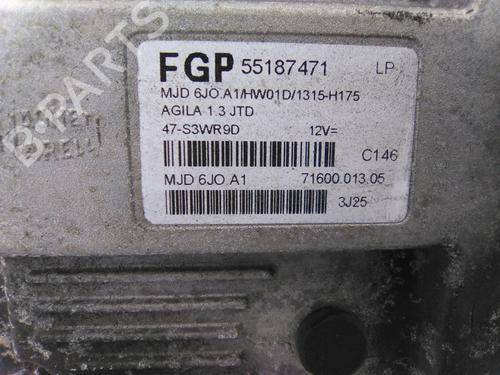 FGP 55187471 LP
MJD 6JO.A1/HW01D/1315-H175
AGILA 1.3 JTD
47-S3WR9D 12V=
C146
MJD 6JO.A1 71600.013.05
3J25
B-PARTS